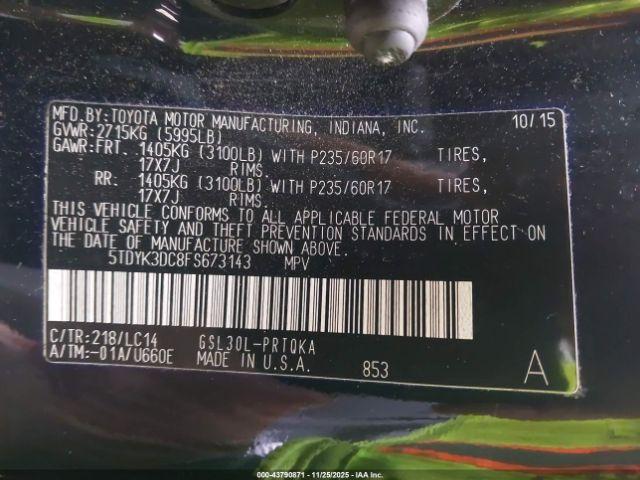 MFD.BY:TOYOTA MOTOR MANUFACTURING, INDIANA, INC. 10/15
GVWR:2715KG (5995LB)
GAWR:FRT. 1405KG (3100LB) WITH P235/60R17 TIRES,
17X7J RIMS.
RR. 1405KG (3100LB) WITH P235/60R17 TIRES,
17X7J RIMS.
THIS VEHICLE CONFORMS TO ALL APPLICABLE FEDERAL MOTOR
VEHICLE SAFETY AND THEFT PREVENTION STANDARDS IN EFFECT ON
THE DATE OF MANUFACTURE SHOWN ABOVE.
5TDYK3DC8FS673143 MPV
C/TR:218/LC14 GSL30L-PRTQKA
A/TM:-01A/U660E MADE IN U.S.A. 853 A
000-43790871 - 11/25/2025 - IAA Inc.